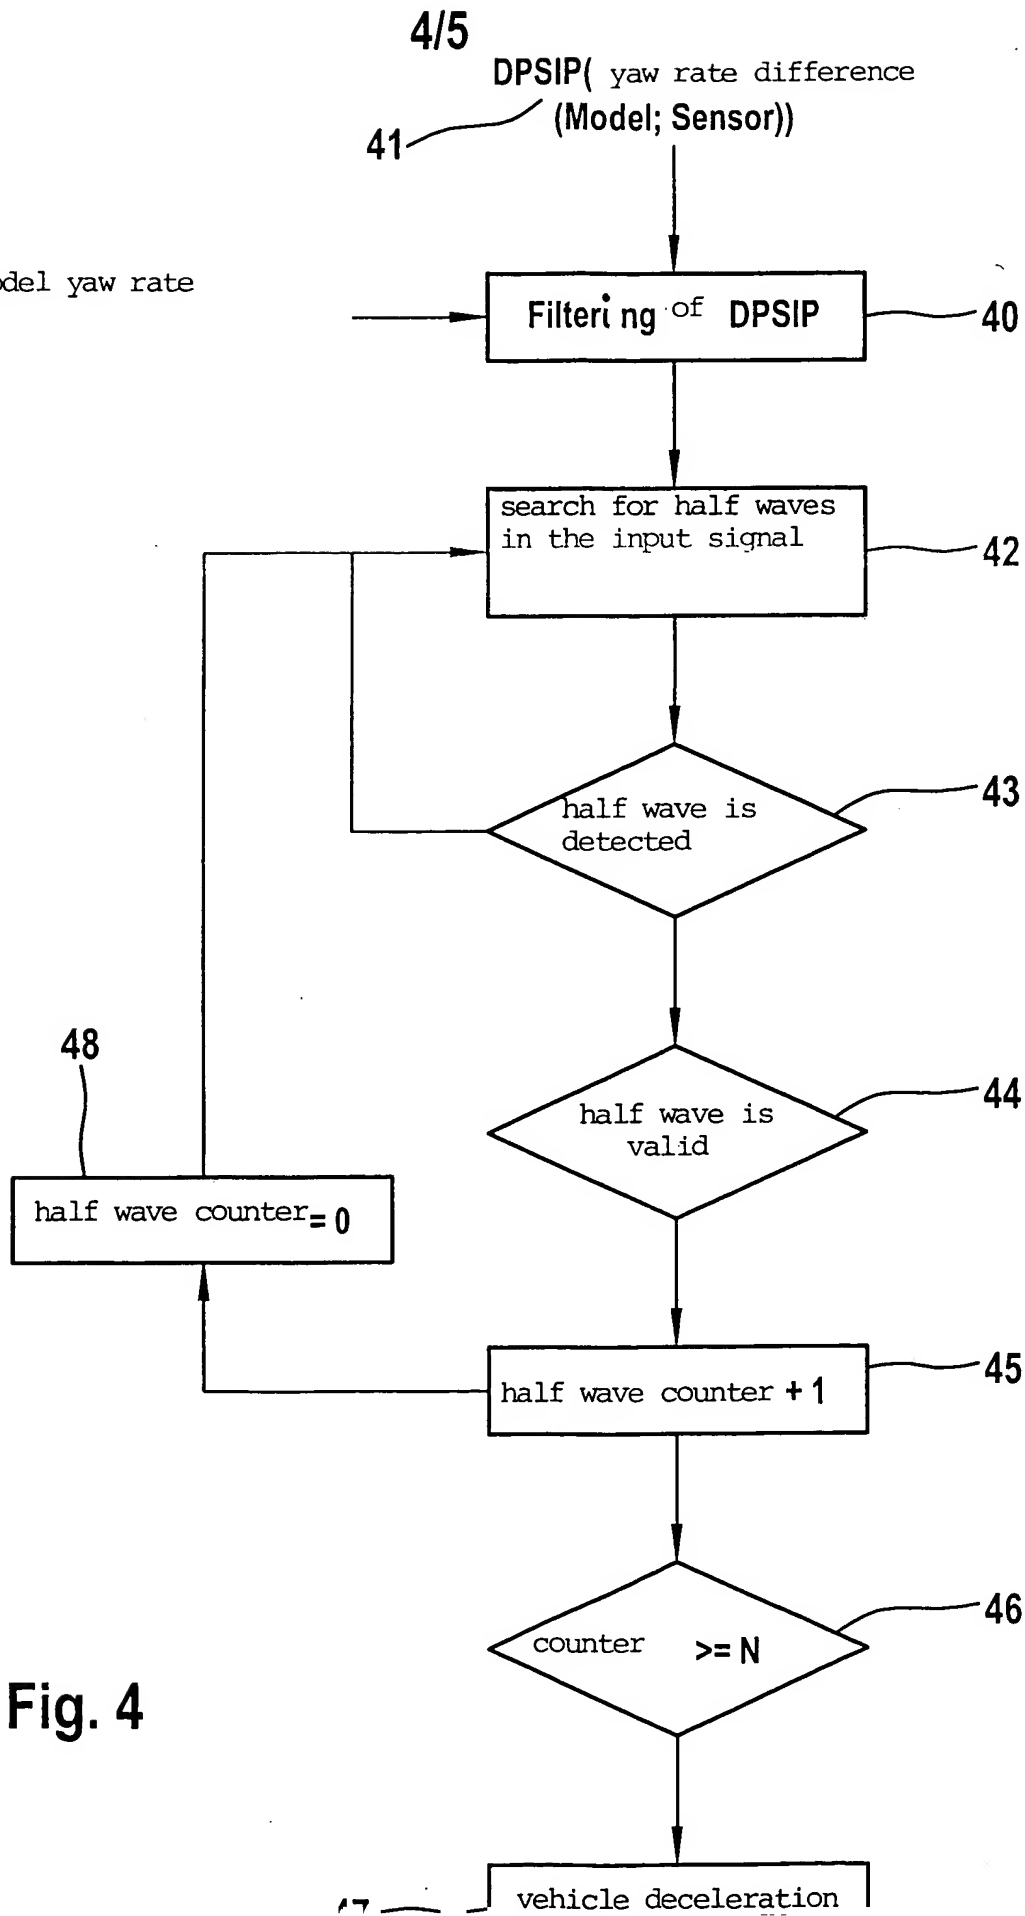 4/5
DPSIP( yaw rate difference
(Model; Sensor))
41
yaw rate
Filtering of DPSIP
40
search for half waves
in the input signal
42
half wave is
detected
43
half wave is
valid
44
48
half wave counter = 0
half wave counter + 1
45
counter >= N
46
Fig. 4
vehicle deceleration